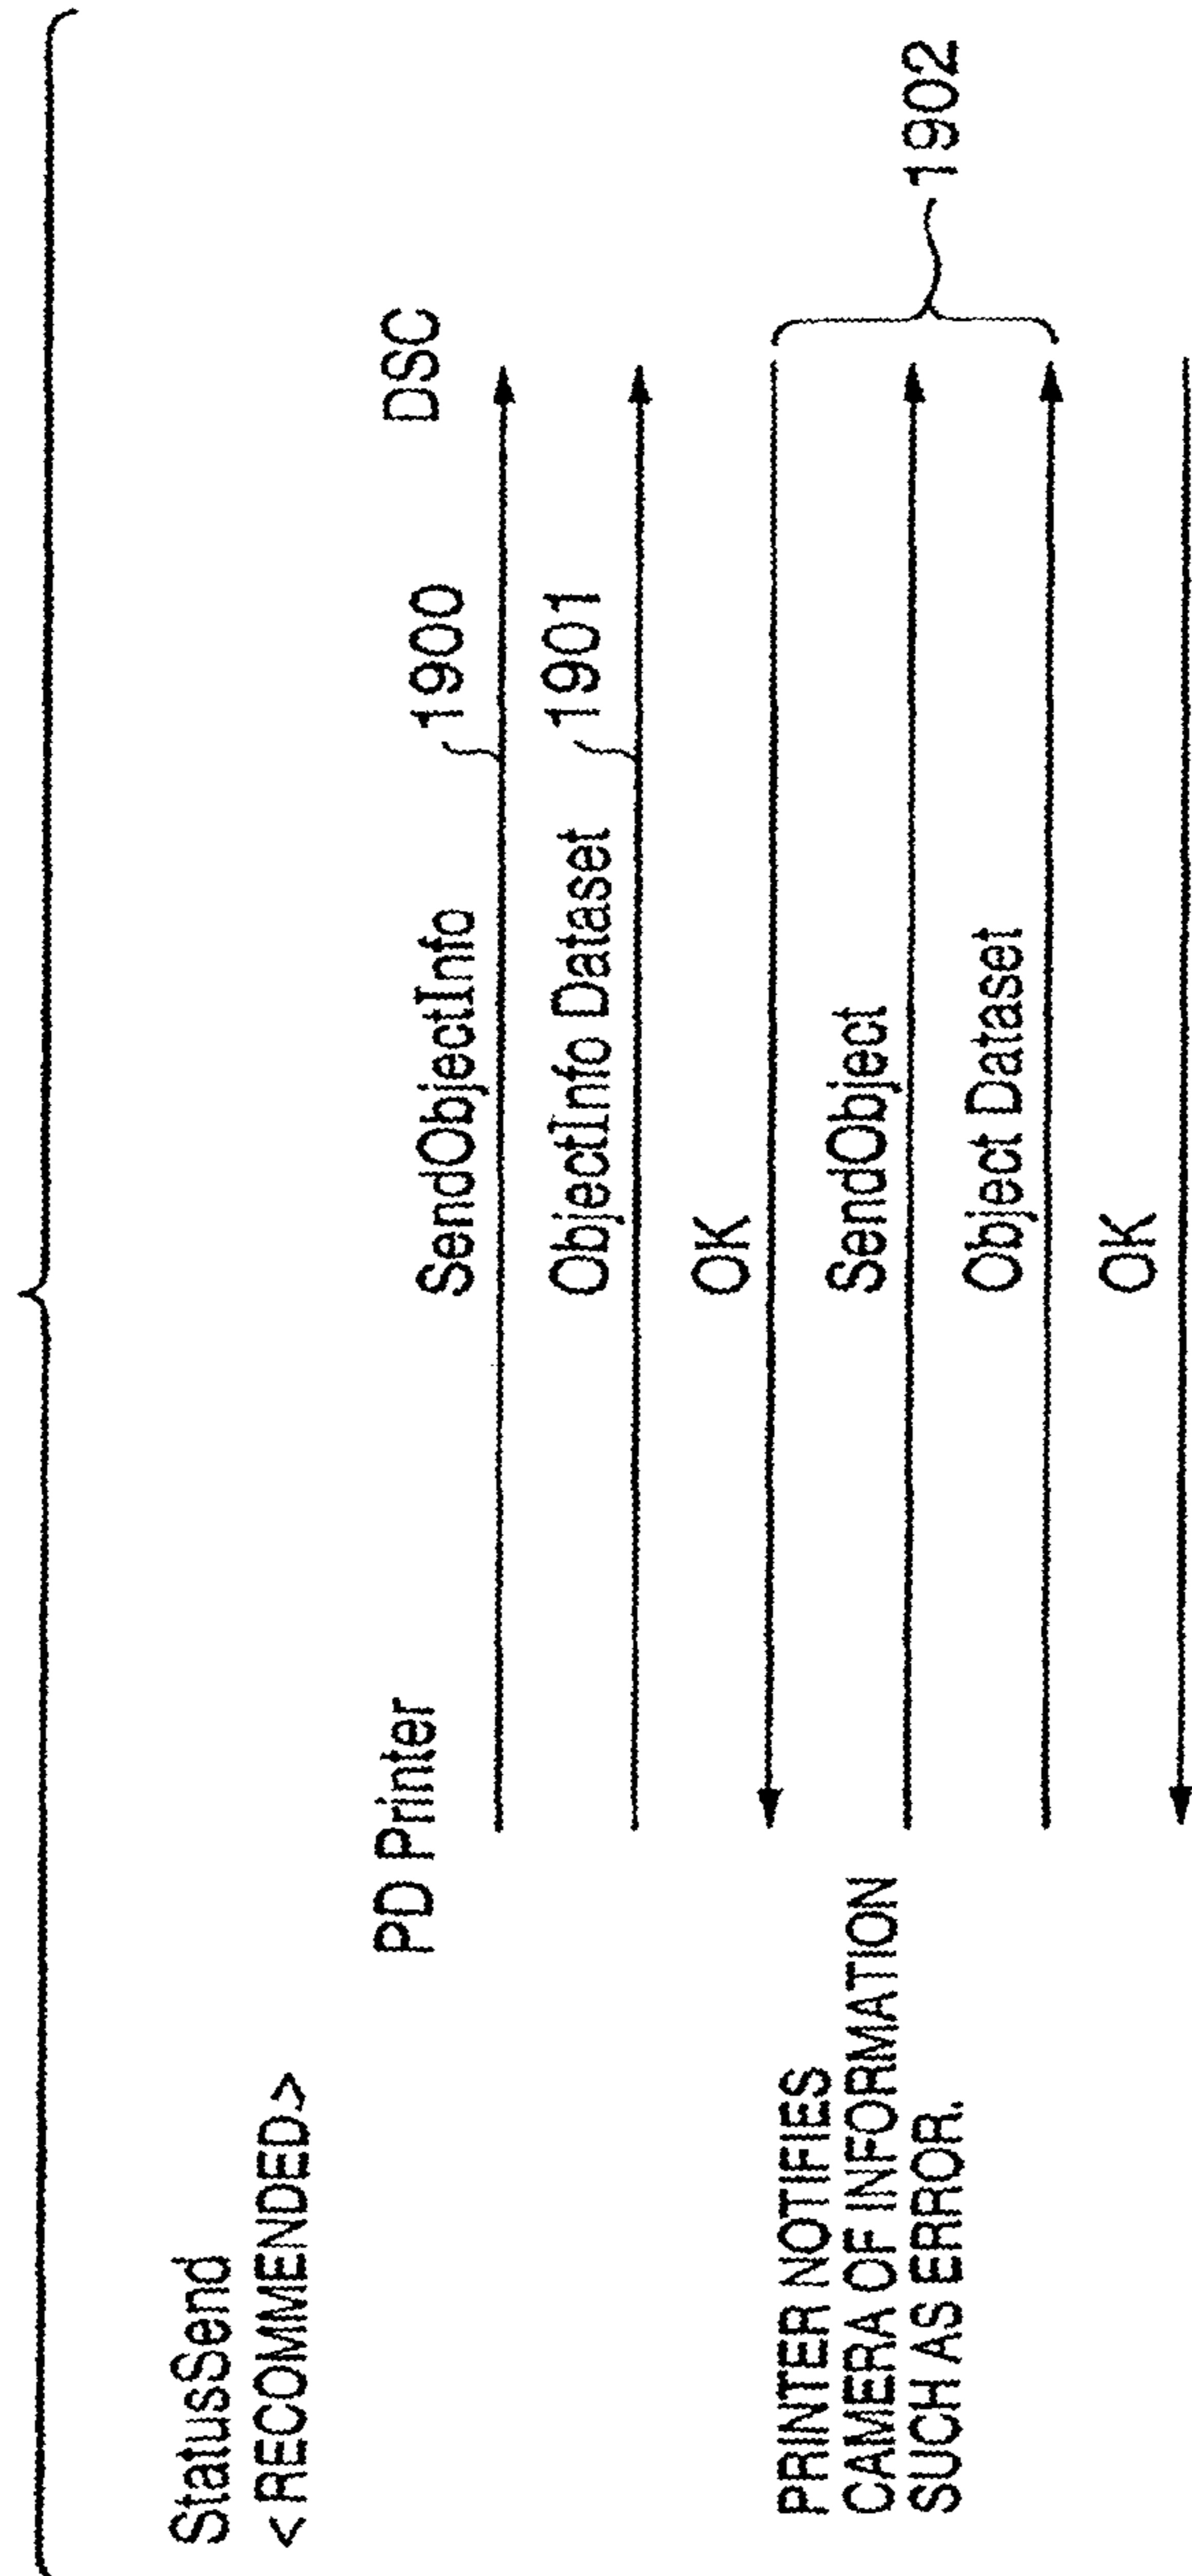 StatusSend
<RECOMMENDED>
PD Printer
DSC
SendObjectInfo
1900
ObjectInfo Dataset
1901
OK
PRINTER NOTIFIES
CAMERA OF INFORMATION
SUCH AS ERROR.
SendObject
1902
Object Dataset
OK